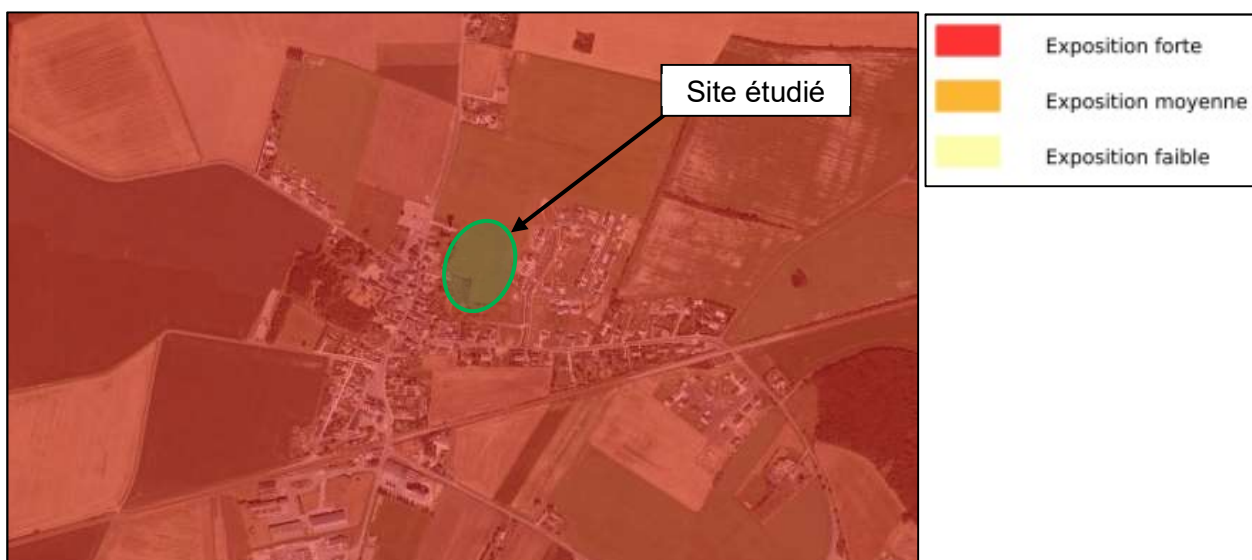 Site étudié
Exposition forte
Exposition moyenne
Exposition faible